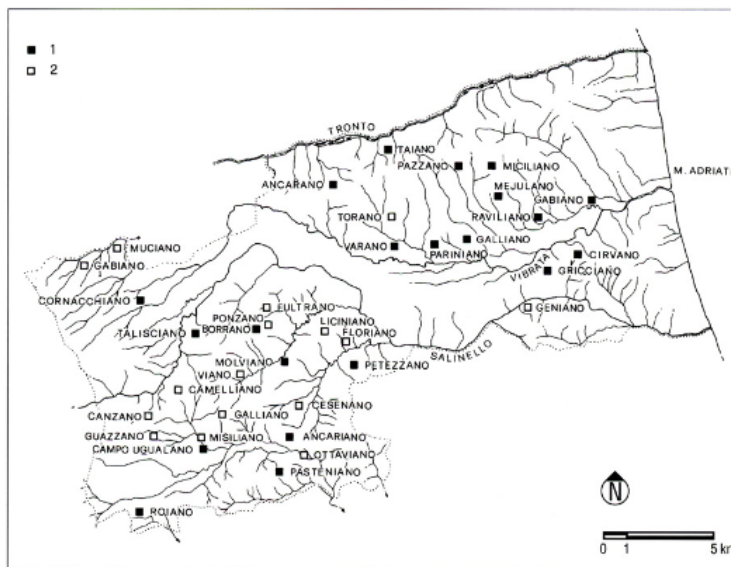 1
2
TRONTO
TAIANO
PAZZANO
MICILIANO
ANCARANO
MEJULANO
M. ADRIATI
GABIANO
TORANO
RAVILIANO
VARANO
GALLIANO
PARINIANO
MUCIANO
GABIANO
VIBRATA
CIRVANO
GRICCIANO
CORNACCHIANO
FULTRANO
PONZANO
BORRANO
LICINIANO
FLORIANO
GENIANO
TALISCIANO
SALINELLO
MOLVIANO
PETEZZANO
VIANO
CAMELLIANO
CESENANO
CANZANO
GALLIANO
GUAZZANO
MISILIANO
ANCARIANO
CAMPO UGUALANO
OTTAVIANO
PASTENIANO
N
ROIANO
0 1 5 km